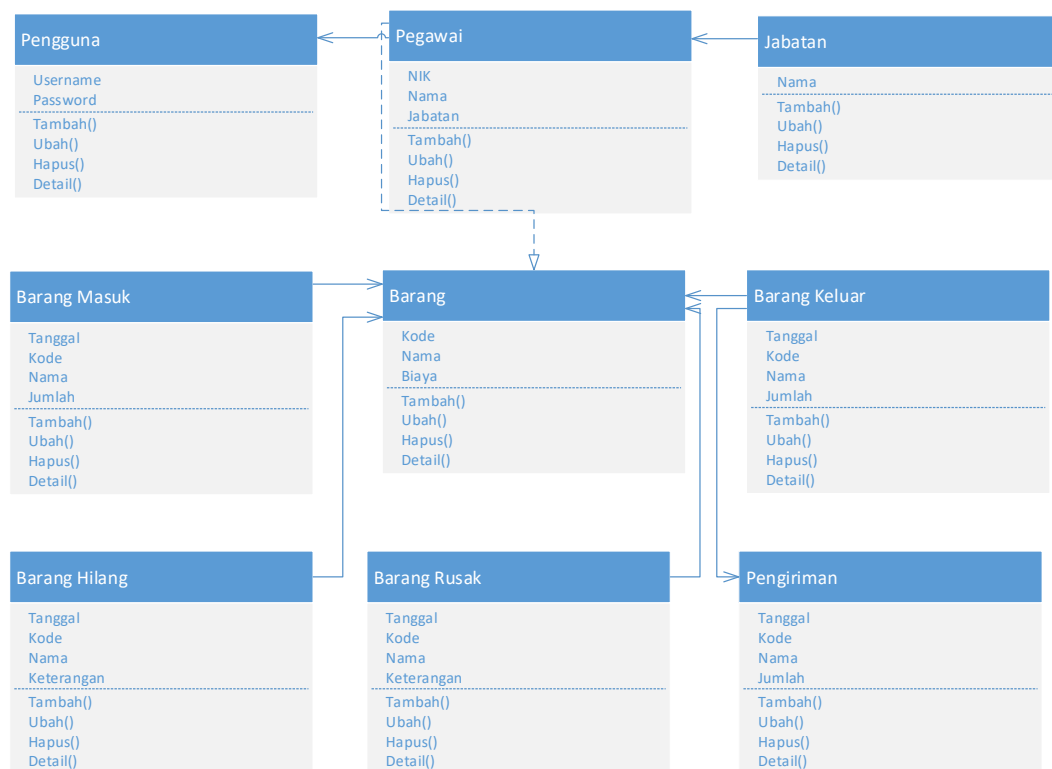 Pengguna
Username
Password
Tambah()
Ubah()
Hapus()
Detail()
Pegawai
NIK
Nama
Jabatan
Tambah()
Ubah()
Hapus()
Detail()
Jabatan
Nama
Tambah()
Ubah()
Hapus()
Detail()
Barang Masuk
Tanggal
Kode
Nama
Jumlah
Tambah()
Ubah()
Hapus()
Detail()
Barang
Kode
Nama
Biaya
Tambah()
Ubah()
Hapus()
Detail()
Barang Keluar
Tanggal
Kode
Nama
Jumlah
Tambah()
Ubah()
Hapus()
Detail()
Barang Hilang
Tanggal
Kode
Nama
Keterangan
Tambah()
Ubah()
Hapus()
Detail()
Barang Rusak
Tanggal
Kode
Nama
Keterangan
Tambah()
Ubah()
Hapus()
Detail()
Pengiriman
Tanggal
Kode
Nama
Jumlah
Tambah()
Ubah()
Hapus()
Detail()